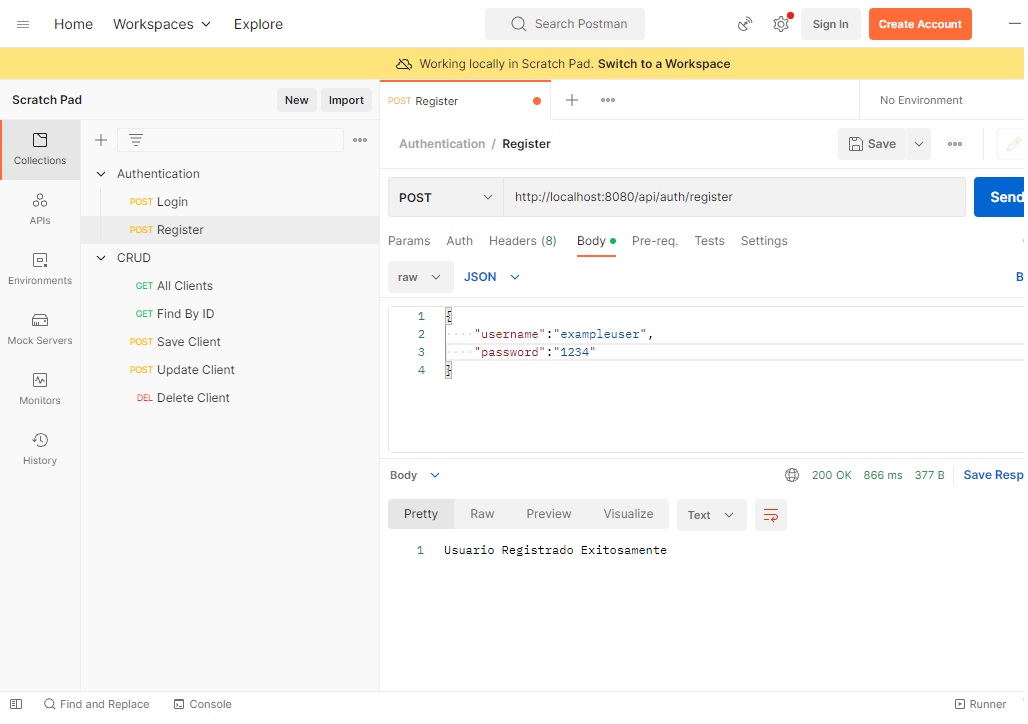 Home Workspaces Explore Search Postman Sign In Create Account
Working locally in Scratch Pad. Switch to a Workspace
Scratch Pad New Import POST Register No Environment
Collections
APIs
Environments
Mock Servers
Monitors
History
Authentication
POST Login
POST Register
CRUD
GET All Clients
GET Find By ID
POST Save Client
POST Update Client
DEL Delete Client
Authentication / Register Save
POST http://localhost:8080/api/auth/register Send
Params Auth Headers (8) Body Pre-req. Tests Settings
raw JSON B
1 {
2 "username":"exampleuser",
3 "password":"1234"
4 }
Body 200 OK 866 ms 377 B Save Resp
Pretty Raw Preview Visualize Text
1 Usuario Registrado Exitosamente
Find and Replace Console Runner